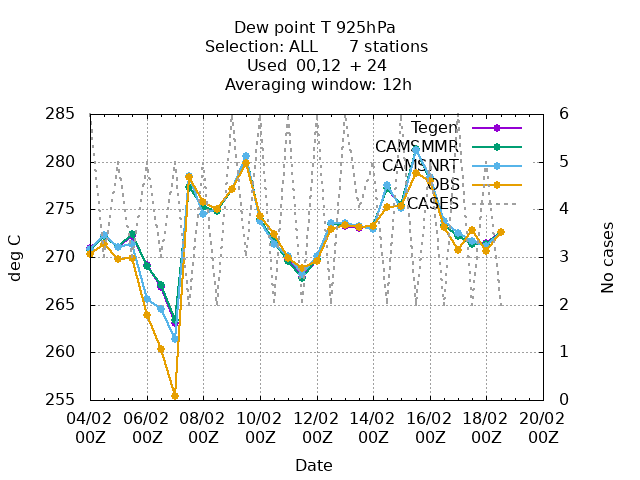 Dew point T 925hPa
Selection: ALL 7 stations
Used 00,12 + 24
Averaging window: 12h
285
280
275
270
265
260
255
6
5
4
3
2
1
0
deg C
No cases
Tegen
CAMSMMR
CAMSNRT
OBS
CASES
04/02 06/02 08/02 10/02 12/02 14/02 16/02 18/02 20/02
00Z 00Z 00Z 00Z 00Z 00Z 00Z 00Z 00Z
Date